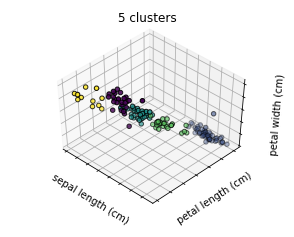 5 clusters
sepal length (cm)
petal length (cm)
petal width (cm)